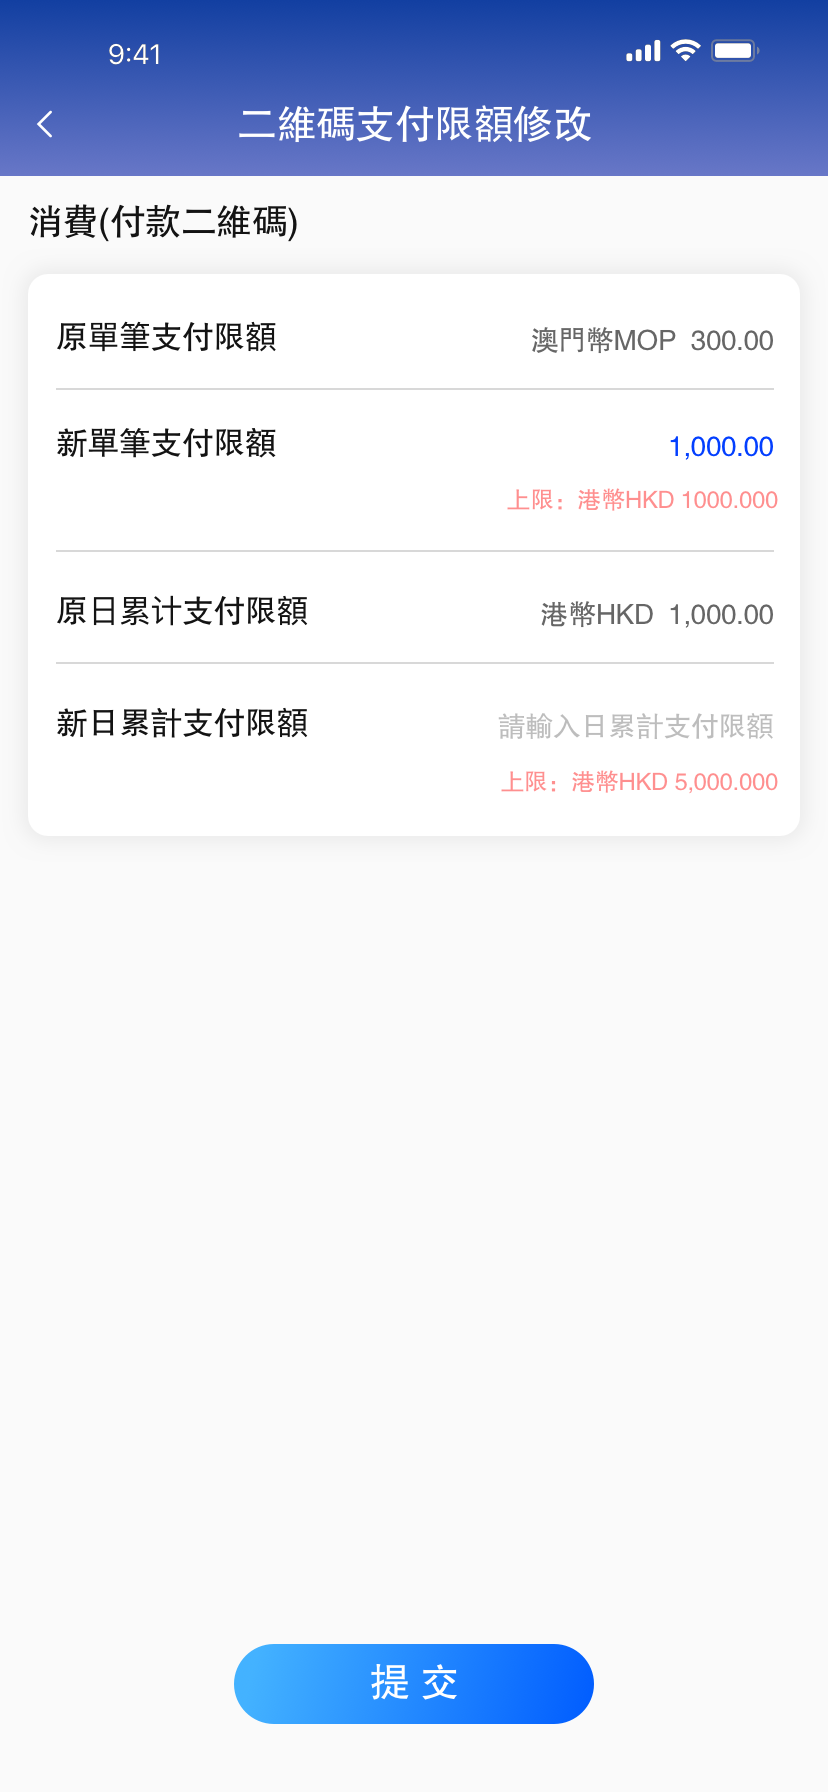 9:41
二維碼支付限額修改
消費(付款二維碼)
原單筆支付限額 澳門幣MOP 300.00
新單筆支付限額 1,000.00
上限：港幣HKD 1000.000
原日累计支付限額 港幣HKD 1,000.00
新日累計支付限額 請輸入日累計支付限額
上限：港幣HKD 5,000.000
提 交